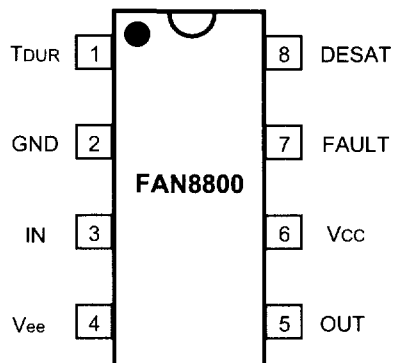 TDUR 1 8 DESAT
GND 2 7 FAULT
FAN8800
IN 3 6 VCC
Vee 4 5 OUT